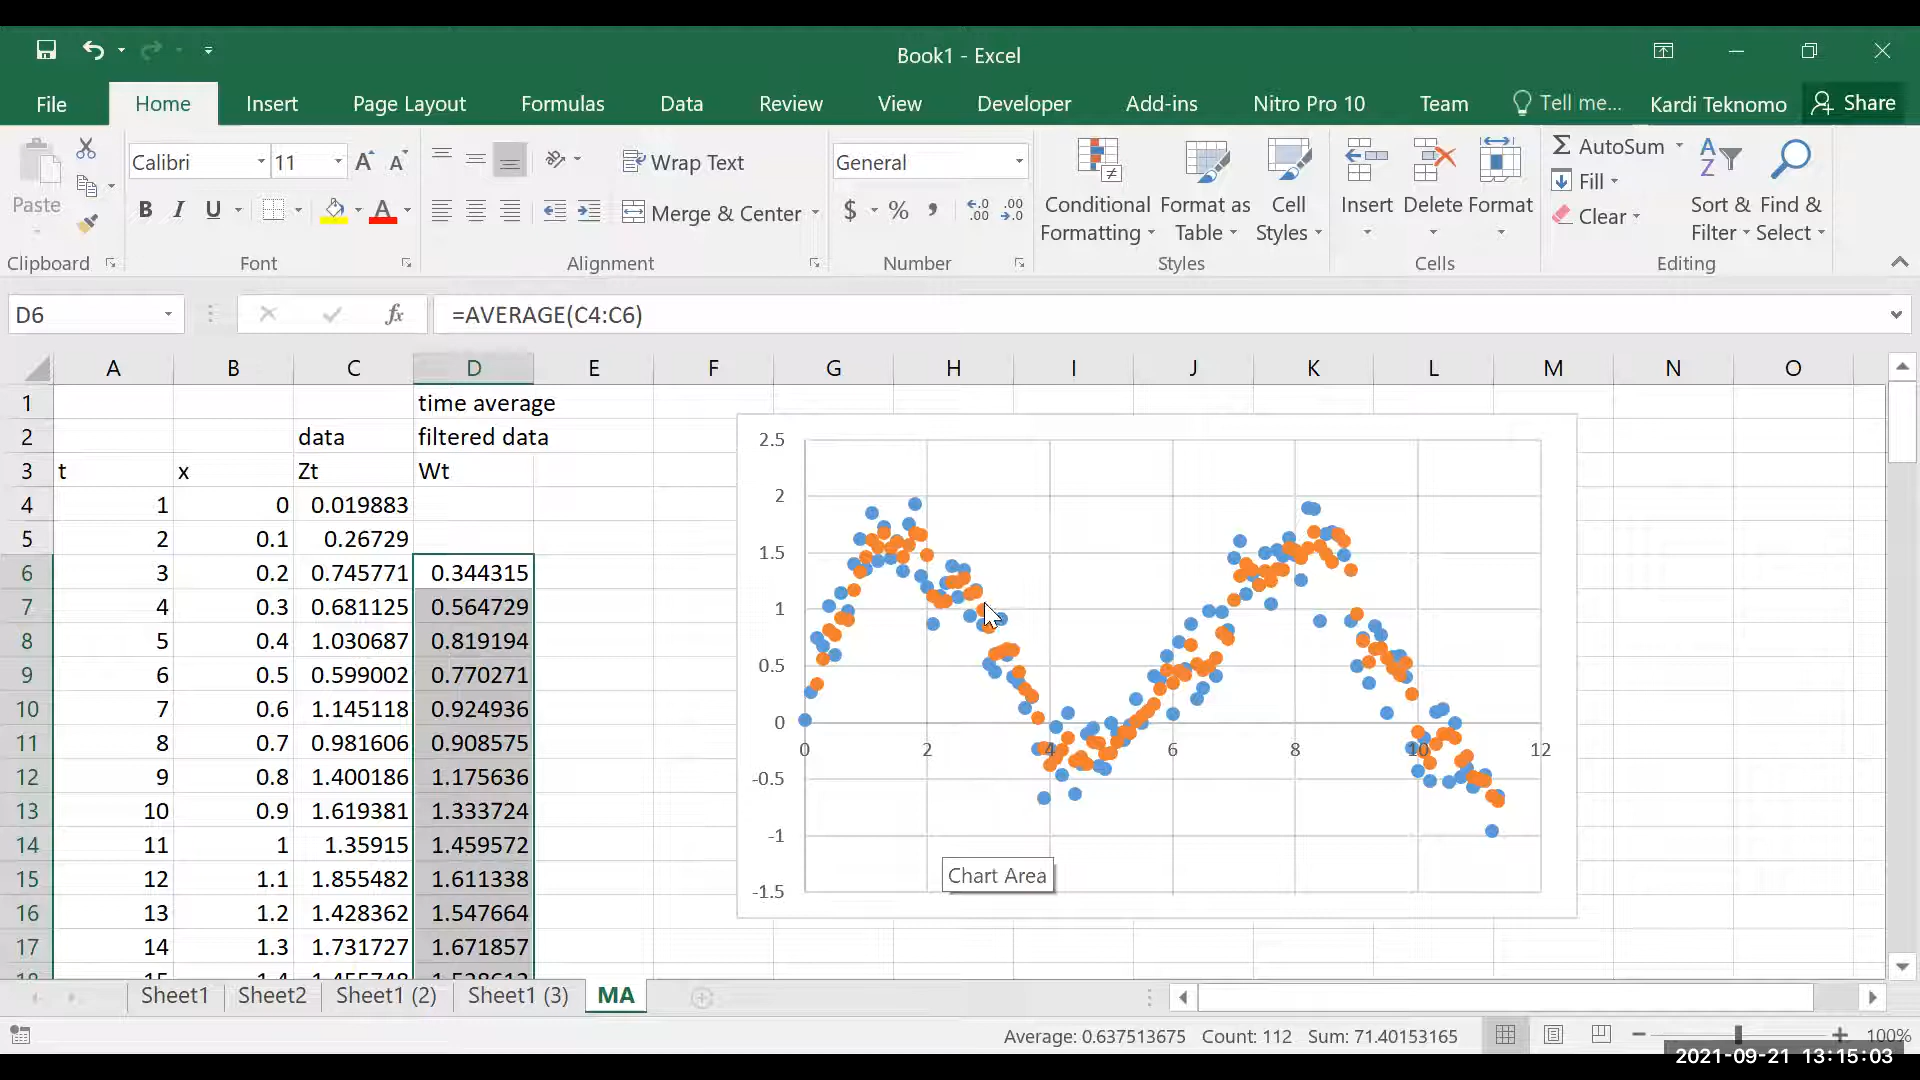 Book1 - Excel
File Home Insert Page Layout Formulas Data Review View Developer Add-ins Nitro Pro 10 Team Tell me... Kardi Teknomo Share
Paste
Calibri 11 A A
B I U A
Wrap Text
Merge & Center
General
$ % , .00 .0
Conditional Formatting
Format as Table
Cell Styles
Insert Delete Format
Σ AutoSum
Fill
Clear
Sort & Filter
Find & Select
Clipboard Font Alignment Number Styles Cells Editing
D6 fx =AVERAGE(C4:C6)
A B C D E F G H I J K L M N O
1 time average
2 data filtered data
3 t x Zt Wt
4 1 0 0.019883
5 2 0.1 0.26729
6 3 0.2 0.745771 0.344315
7 4 0.3 0.681125 0.564729
8 5 0.4 1.030687 0.819194
9 6 0.5 0.599002 0.770271
10 7 0.6 1.145118 0.924936
11 8 0.7 0.981606 0.908575
12 9 0.8 1.400186 1.175636
13 10 0.9 1.619381 1.333724
14 11 1 1.35915 1.459572
15 12 1.1 1.855482 1.611338
16 13 1.2 1.428362 1.547664
17 14 1.3 1.731727 1.671857
2.5
2
1.5
1
0.5
0
-0.5
-1
-1.5
0 2 4 6 8 10 12
Chart Area
Sheet1 Sheet2 Sheet1 (2) Sheet1 (3) MA
Average: 0.637513675 Count: 112 Sum: 71.40153165 100%
2021-09-21 13:15:03